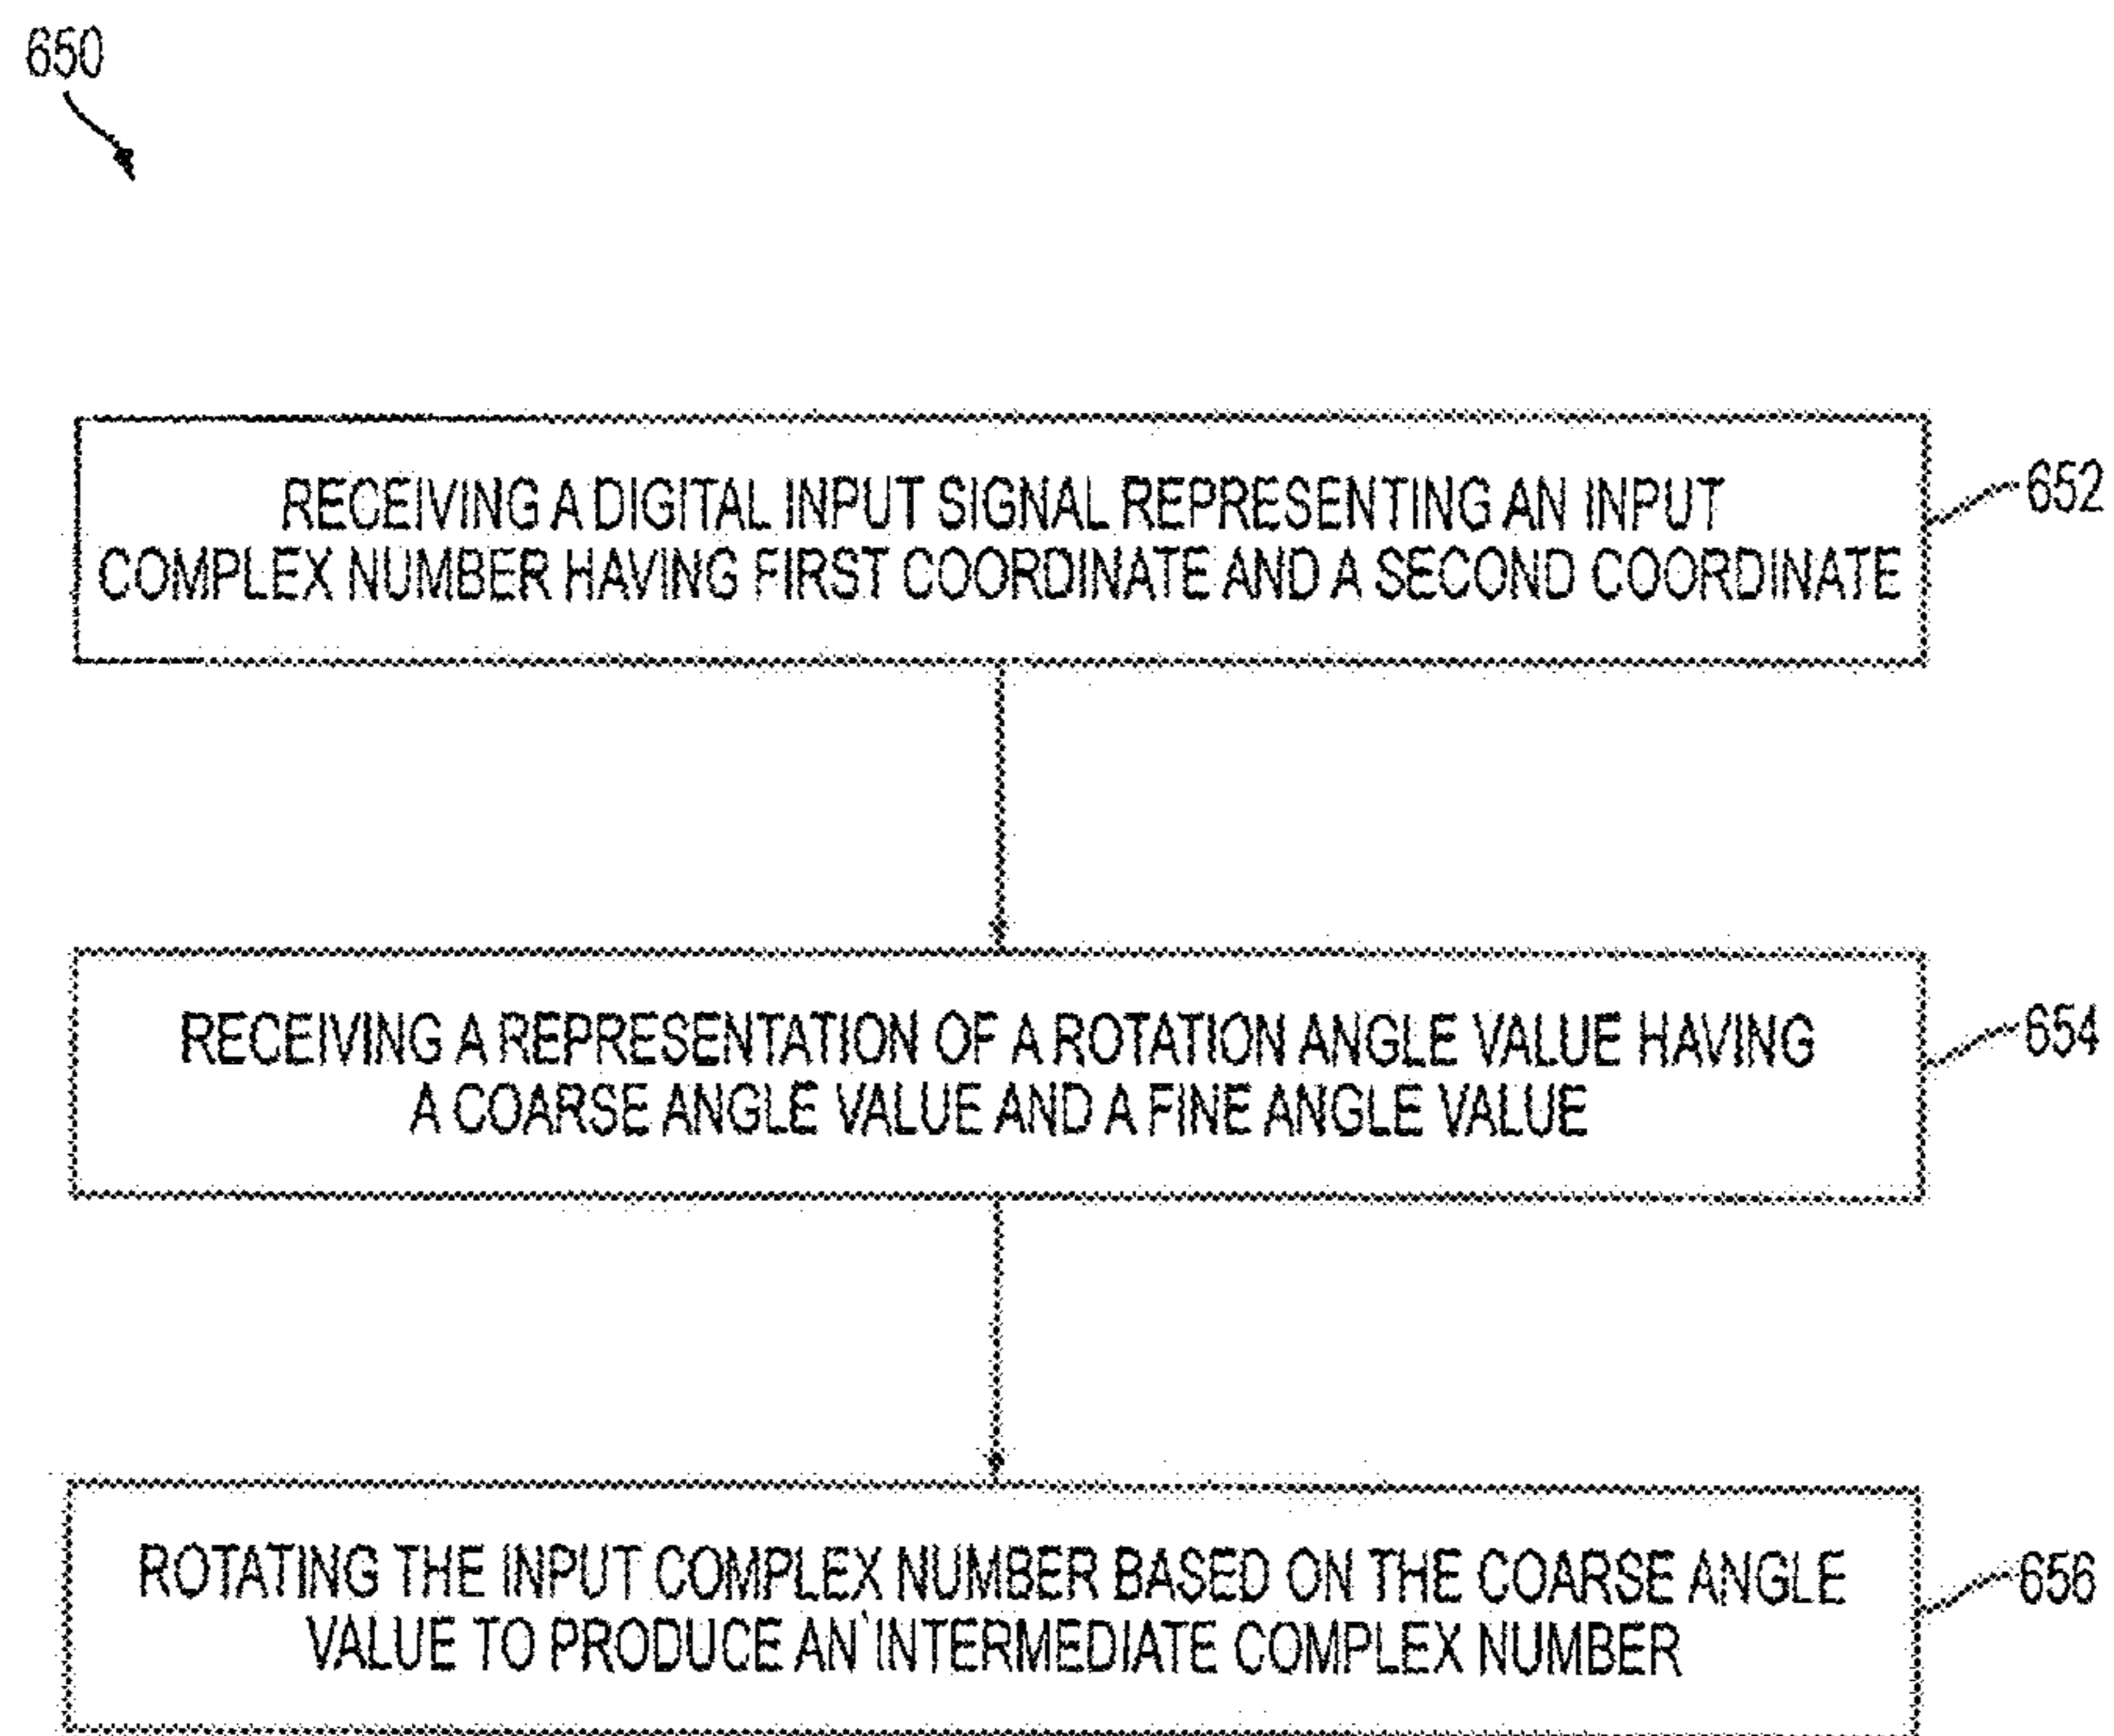 650
RECEIVING A DIGITAL INPUT SIGNAL REPRESENTING AN INPUT
COMPLEX NUMBER HAVING FIRST COORDINATE AND A SECOND COORDINATE
652
RECEIVING A REPRESENTATION OF A ROTATION ANGLE VALUE HAVING
A COARSE ANGLE VALUE AND A FINE ANGLE VALUE
654
ROTATING THE INPUT COMPLEX NUMBER BASED ON THE COARSE ANGLE
VALUE TO PRODUCE AN INTERMEDIATE COMPLEX NUMBER
656